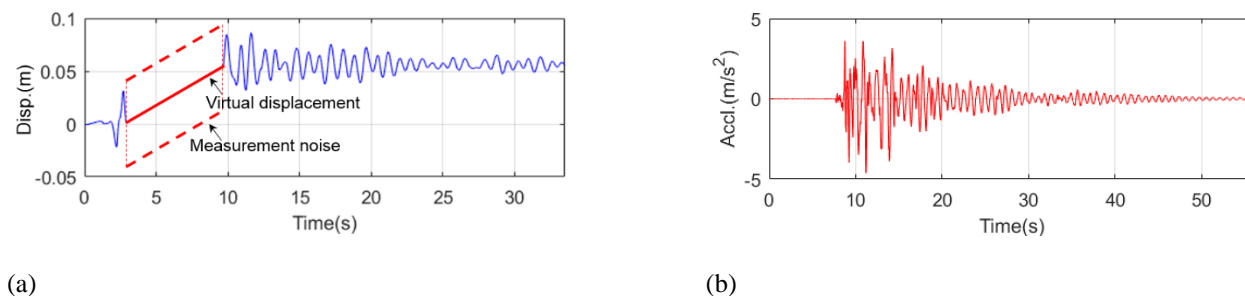 0.1
0.05
0
-0.05
Disp.(m)
Virtual displacement
Measurement noise
0 5 10 15 20 25 30
Time(s)
(a)
5
0
-5
Accl.(m/s²)
0 10 20 30 40 50
Time(s)
(b)